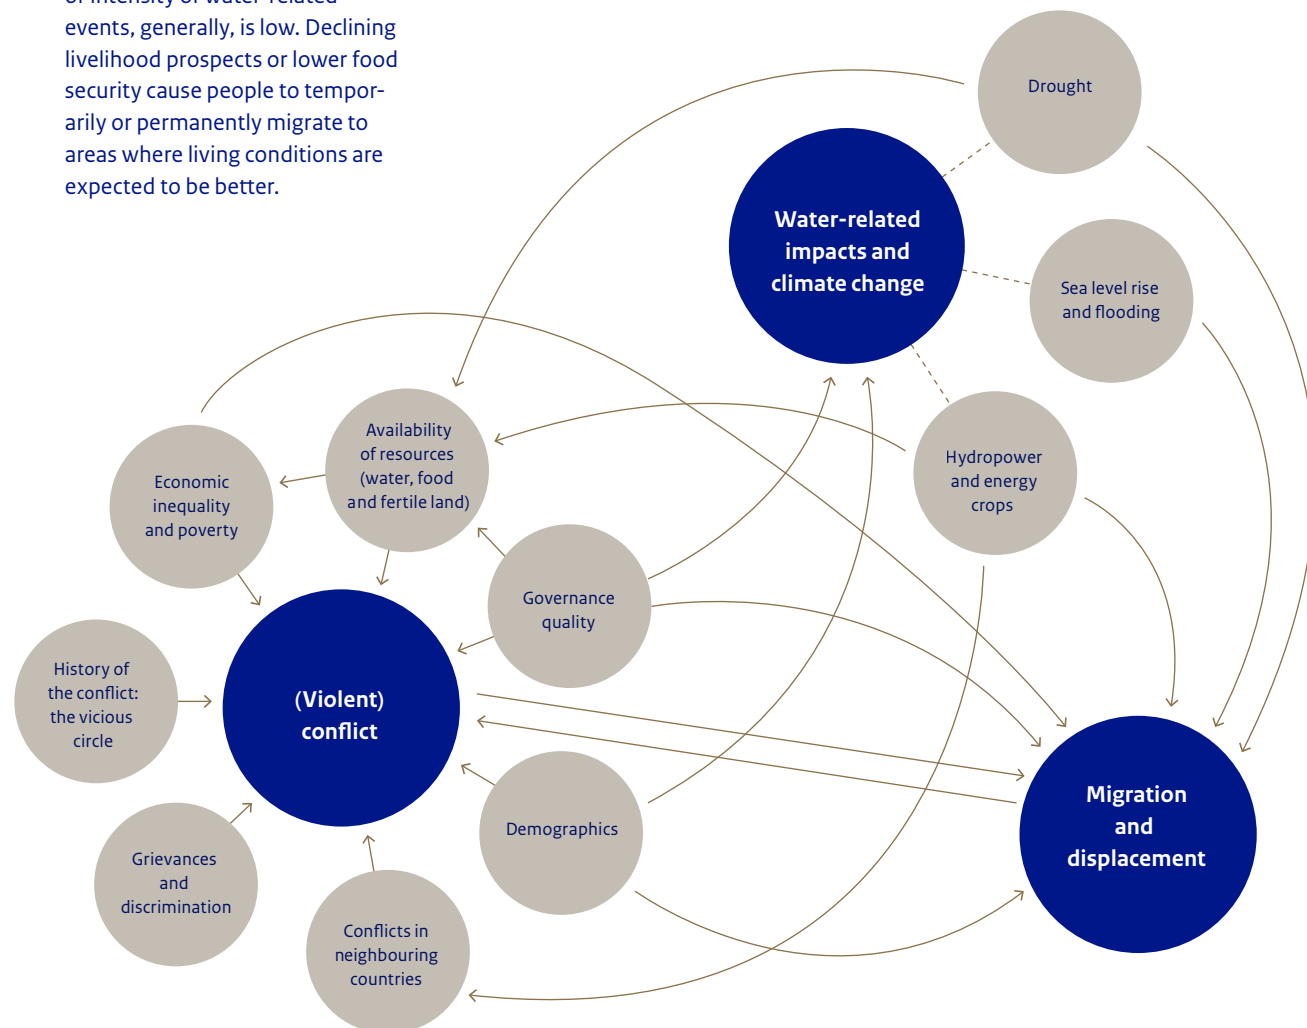 events, generally, is low. Declining
livelihood prospects or lower food
security cause people to tempor-
arily or permanently migrate to
areas where living conditions are
expected to be better.
Drought
Water-related
impacts and
climate change
Sea level rise
and flooding
Availability
of resources
(water, food
and fertile land)
Hydropower
and energy
crops
Economic
inequality
and poverty
Governance
quality
History of
the conflict:
the vicious
circle
(Violent)
conflict
Migration
and
displacement
Demographics
Grievances
and
discrimination
Conflicts in
neighbouring
countries